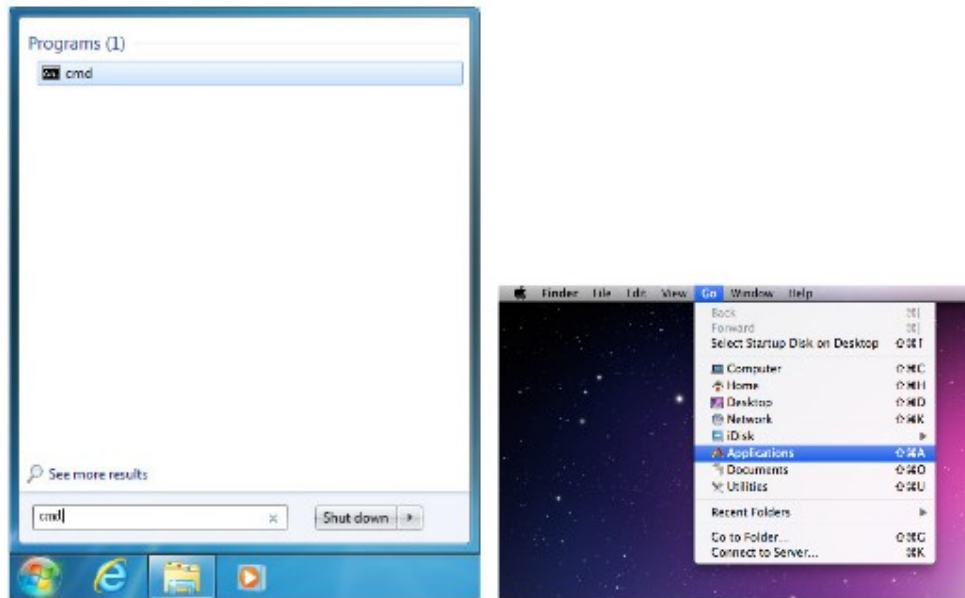 Programs (1)
cmd
See more results
cmd
Shut down
Finder File Edit View Go Window Help
Back ⌘[
Forward ⌘]
Select Startup Disk on Desktop ⇧⌘↑
Computer ⇧⌘C
Home ⇧⌘H
Desktop ⇧⌘D
Network ⇧⌘K
iDisk
Applications ⇧⌘A
Documents ⇧⌘O
Utilities ⇧⌘U
Recent Folders
Go to Folder... ⇧⌘G
Connect to Server... ⌘K